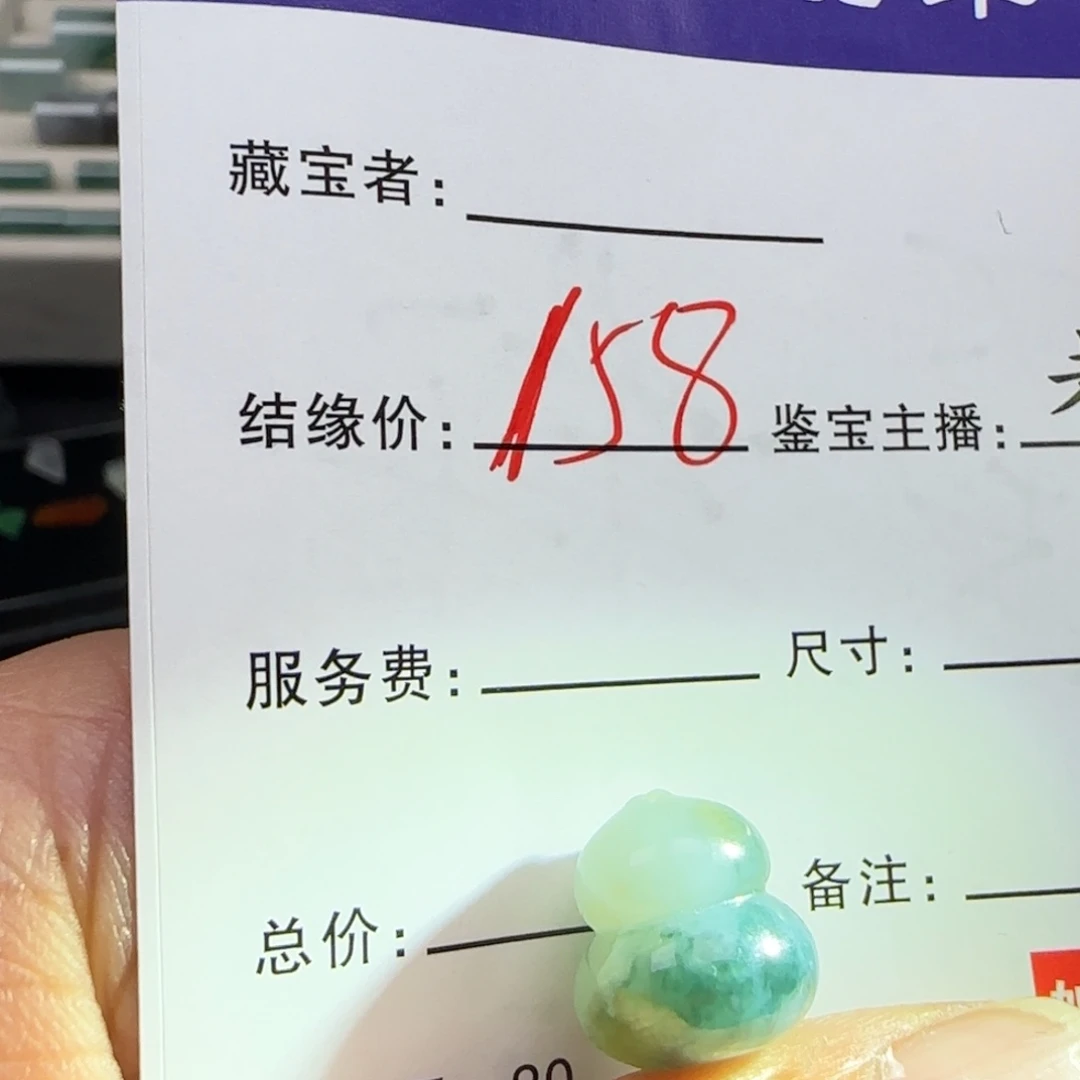 藏宝者：
结缘价：158 鉴宝主播：
服务费： 尺寸：
总价： 备注：
20